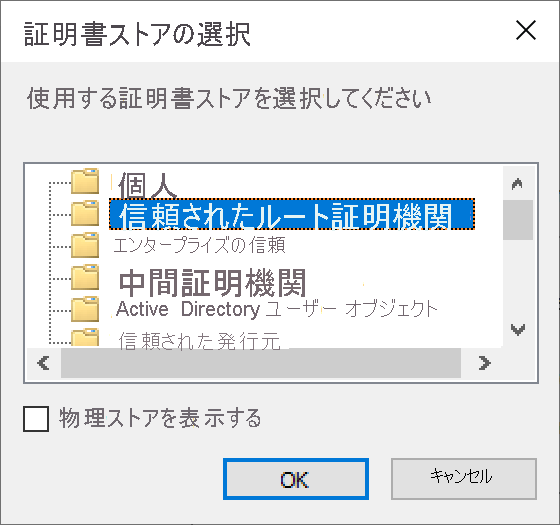 証明書ストアの選択
使用する証明書ストアを選択してください
個人
信頼されたルート証明機関
エンタープライズの信頼
中間証明機関
Active Directory ユーザー オブジェクト
信頼された発行元
物理ストアを表示する
OK
キャンセル